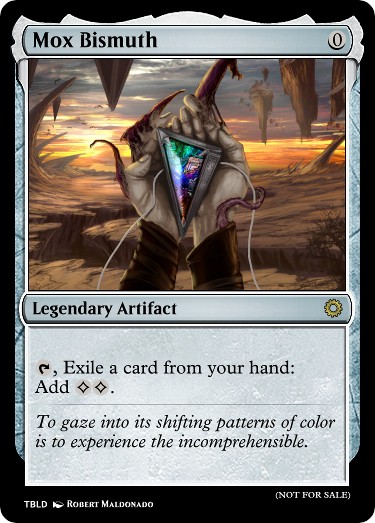 Mox Bismuth 0
Legendary Artifact
, Exile a card from your hand:
Add .
To gaze into its shifting patterns of color
is to experience the incomprehensible.
(NOT FOR SALE)
TBLD ROBERT MALDONADO